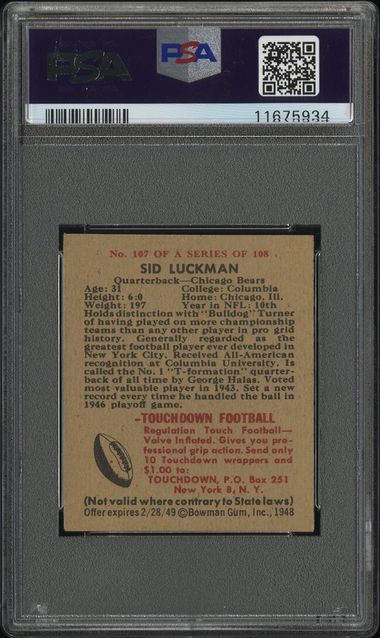 PSA
PSA
11675934
No. 107 OF A SERIES OF 108
SID LUCKMAN
Quarterback—Chicago Bears
Age: 31 College: Columbia
Height: 6:0 Home: Chicago, Ill.
Weight: 197 Year in NFL: 10th
Holds distinction with "Bulldog" Turner
of having played on more championship
teams than any other player in pro grid
history. Generally regarded as the
greatest football player ever developed in
New York City. Received All-American
recognition at Columbia University. Is
called the No. 1 "T-formation" quarter-
back of all time by George Halas. Voted
most valuable player in 1943. Set a new
record every time he handled the ball in
1946 playoff game.
—TOUCHDOWN FOOTBALL
Regulation Touch Football—
Valve Inflated. Gives you pro-
fessional grip action. Send only
10 Touchdown wrappers and
$1.00 to:
TOUCHDOWN, P.O. Box 251
New York 8, N. Y.
(Not valid where contrary to State laws)
Offer expires 2/28/49 ©Bowman Gum, Inc., 1948